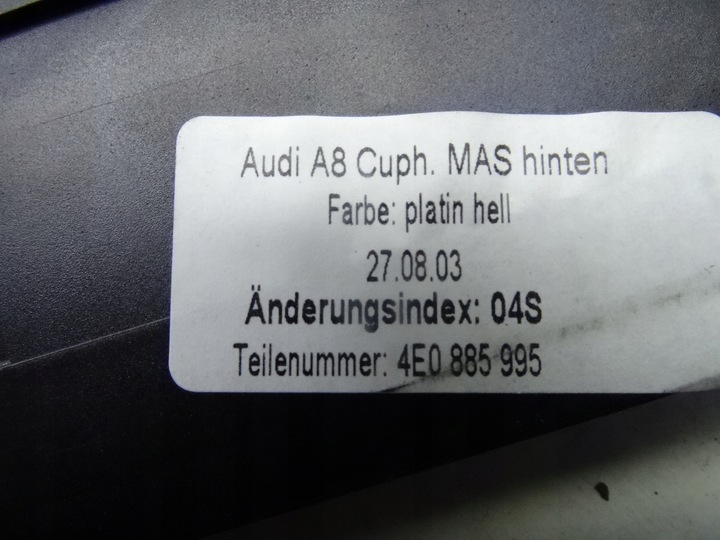 Audi A8 Cuph. MAS hinten
Farbe: platin hell
27.08.03
Änderungsindex: 04S
Teilenummer: 4E0 885 995